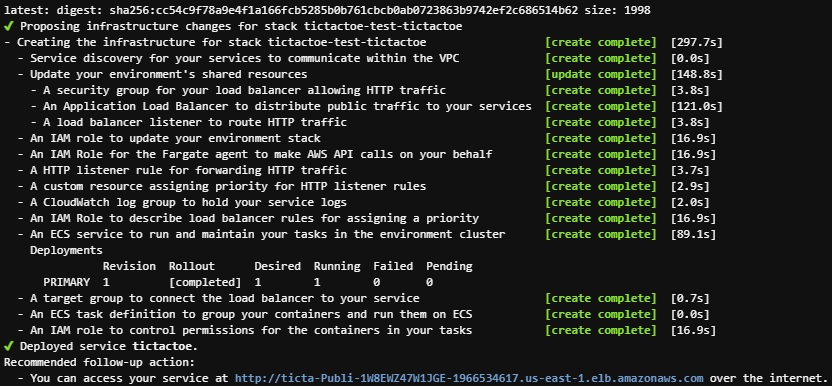 latest: digest: sha256:cc54c9f78a9e4f1a166fcb5285b0b761cbcb0ab0723863b9742ef2c686514b62 size: 1998
✔ Proposing infrastructure changes for stack tictactoe-test-tictactoe
- Creating the infrastructure for stack tictactoe-test-tictactoe [create complete] [297.7s]
- Service discovery for your services to communicate within the VPC [create complete] [0.0s]
- Update your environment's shared resources [update complete] [148.8s]
- A security group for your load balancer allowing HTTP traffic [create complete] [3.8s]
- An Application Load Balancer to distribute public traffic to your services [create complete] [121.0s]
- A load balancer listener to route HTTP traffic [create complete] [3.8s]
- An IAM role to update your environment stack [create complete] [16.9s]
- An IAM Role for the Fargate agent to make AWS API calls on your behalf [create complete] [16.9s]
- A HTTP listener rule for forwarding HTTP traffic [create complete] [3.7s]
- A custom resource assigning priority for HTTP listener rules [create complete] [2.9s]
- A CloudWatch log group to hold your service logs [create complete] [2.0s]
- An IAM Role to describe load balancer rules for assigning a priority [create complete] [16.9s]
- An ECS service to run and maintain your tasks in the environment cluster [create complete] [89.1s]
Deployments
Revision Rollout Desired Running Failed Pending
PRIMARY 1 [completed] 1 1 0 0
- A target group to connect the load balancer to your service [create complete] [0.7s]
- An ECS task definition to group your containers and run them on ECS [create complete] [0.0s]
- An IAM role to control permissions for the containers in your tasks [create complete] [16.9s]
✔ Deployed service tictactoe.
Recommended follow-up action:
- You can access your service at http://ticta-Publi-1W8EWZ47W1JGE-1966534617.us-east-1.elb.amazonaws.com over the internet.